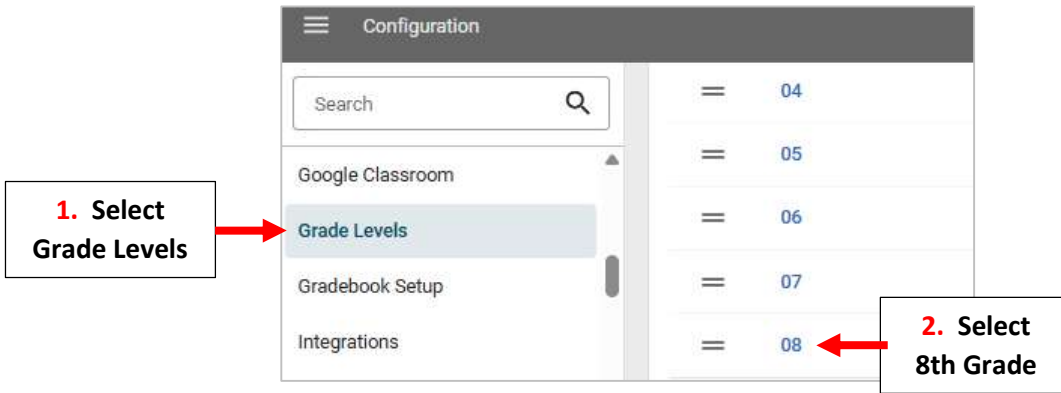 Configuration
Search
Google Classroom
Grade Levels
Gradebook Setup
Integrations
04
05
06
07
08
1. Select
Grade Levels
2. Select
8th Grade